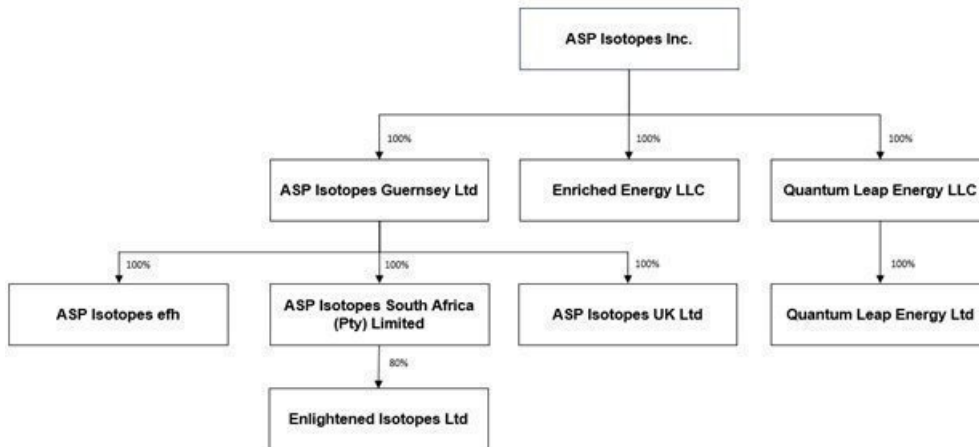 ASP Isotopes Inc.
100%
100%
100%
ASP Isotopes Guernsey Ltd
Enriched Energy LLC
Quantum Leap Energy LLC
100%
100%
100%
100%
ASP Isotopes efh
ASP Isotopes South Africa
(Pty) Limited
ASP Isotopes UK Ltd
Quantum Leap Energy Ltd
80%
Enlightened Isotopes Ltd